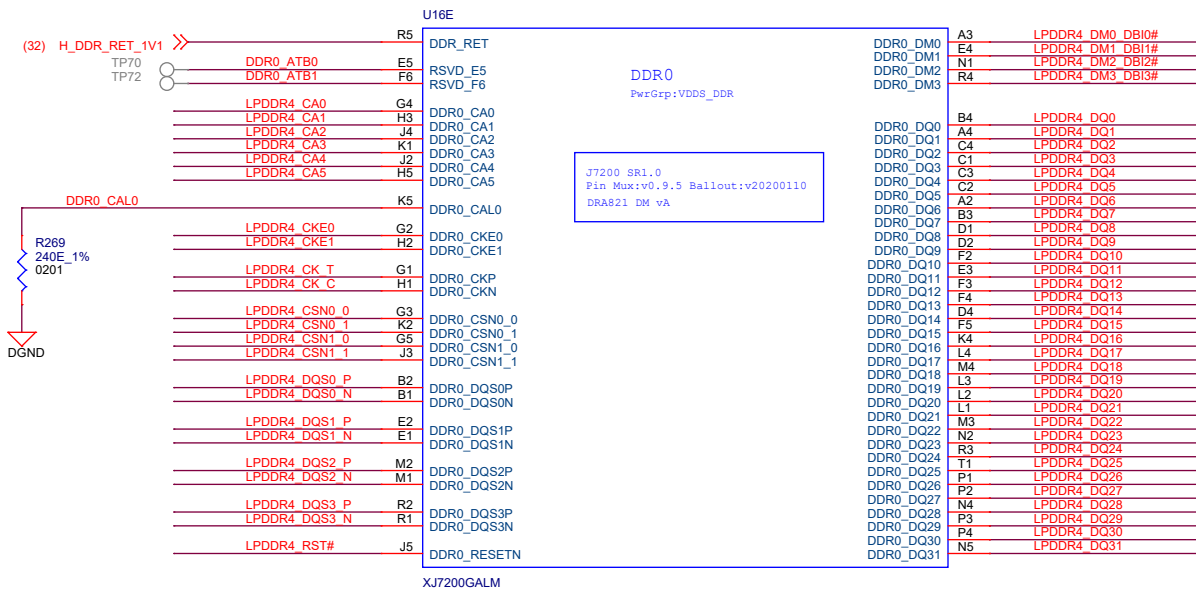 U16E
(32) H_DDR_RET_1V1 R5 DDR_RET
TP70 DDR0_ATB0 E5 RSVD_E5
TP72 DDR0_ATB1 F6 RSVD_F6
LPDDR4_CA0 G4 DDR0_CA0
LPDDR4_CA1 H3 DDR0_CA1
LPDDR4_CA2 J4 DDR0_CA2
LPDDR4_CA3 K1 DDR0_CA3
LPDDR4_CA4 J2 DDR0_CA4
LPDDR4_CA5 H5 DDR0_CA5
DDR0_CAL0 K5 DDR0_CAL0
R269
240E_1%
0201
DGND
LPDDR4_CKE0 G2 DDR0_CKE0
LPDDR4_CKE1 H2 DDR0_CKE1
LPDDR4_CK_T G1 DDR0_CKP
LPDDR4_CK_C H1 DDR0_CKN
LPDDR4_CSN0_0 G3 DDR0_CSN0_0
LPDDR4_CSN0_1 K2 DDR0_CSN0_1
LPDDR4_CSN1_0 G5 DDR0_CSN1_0
LPDDR4_CSN1_1 J3 DDR0_CSN1_1
LPDDR4_DQS0_P B2 DDR0_DQS0P
LPDDR4_DQS0_N B1 DDR0_DQS0N
LPDDR4_DQS1_P E2 DDR0_DQS1P
LPDDR4_DQS1_N E1 DDR0_DQS1N
LPDDR4_DQS2_P M2 DDR0_DQS2P
LPDDR4_DQS2_N M1 DDR0_DQS2N
LPDDR4_DQS3_P R2 DDR0_DQS3P
LPDDR4_DQS3_N R1 DDR0_DQS3N
LPDDR4_RST# J5 DDR0_RESETN
DDR0
PwrGrp:VDDS_DDR
J7200 SR1.0
Pin Mux:v0.9.5 Ballout:v20200110
DRA821 DM vA
DDR0_DM0 A3 LPDDR4_DM0_DBI0#
DDR0_DM1 E4 LPDDR4_DM1_DBI1#
DDR0_DM2 N1 LPDDR4_DM2_DBI2#
DDR0_DM3 R4 LPDDR4_DM3_DBI3#
DDR0_DQ0 B4 LPDDR4_DQ0
DDR0_DQ1 A4 LPDDR4_DQ1
DDR0_DQ2 C4 LPDDR4_DQ2
DDR0_DQ3 C1 LPDDR4_DQ3
DDR0_DQ4 C3 LPDDR4_DQ4
DDR0_DQ5 C2 LPDDR4_DQ5
DDR0_DQ6 A2 LPDDR4_DQ6
DDR0_DQ7 B3 LPDDR4_DQ7
DDR0_DQ8 D1 LPDDR4_DQ8
DDR0_DQ9 D2 LPDDR4_DQ9
DDR0_DQ10 F2 LPDDR4_DQ10
DDR0_DQ11 E3 LPDDR4_DQ11
DDR0_DQ12 F3 LPDDR4_DQ12
DDR0_DQ13 F4 LPDDR4_DQ13
DDR0_DQ14 D4 LPDDR4_DQ14
DDR0_DQ15 F5 LPDDR4_DQ15
DDR0_DQ16 K4 LPDDR4_DQ16
DDR0_DQ17 L4 LPDDR4_DQ17
DDR0_DQ18 M4 LPDDR4_DQ18
DDR0_DQ19 L3 LPDDR4_DQ19
DDR0_DQ20 L2 LPDDR4_DQ20
DDR0_DQ21 L1 LPDDR4_DQ21
DDR0_DQ22 M3 LPDDR4_DQ22
DDR0_DQ23 N2 LPDDR4_DQ23
DDR0_DQ24 R3 LPDDR4_DQ24
DDR0_DQ25 T1 LPDDR4_DQ25
DDR0_DQ26 P1 LPDDR4_DQ26
DDR0_DQ27 P2 LPDDR4_DQ27
DDR0_DQ28 N4 LPDDR4_DQ28
DDR0_DQ29 P3 LPDDR4_DQ29
DDR0_DQ30 P4 LPDDR4_DQ30
DDR0_DQ31 N5 LPDDR4_DQ31
XJ7200GALM